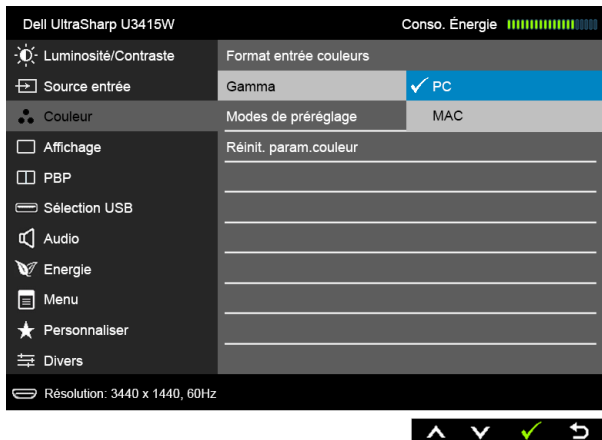 Dell UltraSharp U3415W
Conso. Énergie
Luminosité/Contraste
Format entrée couleurs
Source entrée
Gamma
PC
Couleur
Modes de préréglage
MAC
Affichage
Réinit. param.couleur
PBP
Sélection USB
Audio
Energie
Menu
Personnaliser
Divers
Résolution: 3440 x 1440, 60Hz